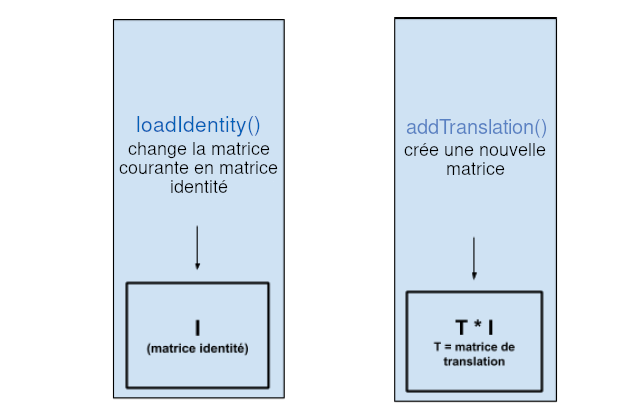 loadIdentity()
change la matrice
courante en matrice
identité
I
(matrice identité)
addTranslation()
crée une nouvelle
matrice
T * I
T = matrice de
translation